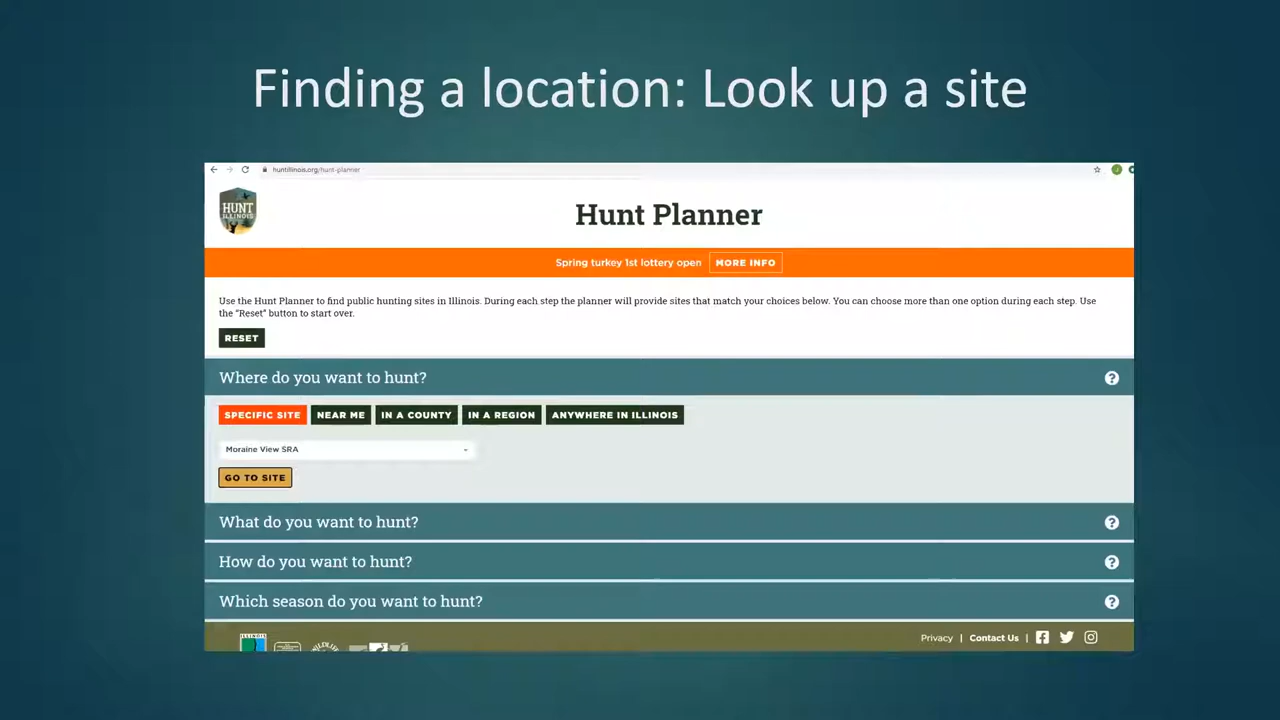 Finding a location: Look up a site
huntillinois.org/hunt-planner
J
HUNT
ILLINOIS
Hunt Planner
Spring turkey 1st lottery open MORE INFO
Use the Hunt Planner to find public hunting sites in Illinois. During each step the planner will provide sites that match your choices below. You can choose more than one option during each step. Use
the “Reset” button to start over.
RESET
Where do you want to hunt?
SPECIFIC SITE NEAR ME IN A COUNTY IN A REGION ANYWHERE IN ILLINOIS
Moraine View SRA
GO TO SITE
What do you want to hunt?
How do you want to hunt?
Which season do you want to hunt?
ILLINOIS
Privacy | Contact Us |